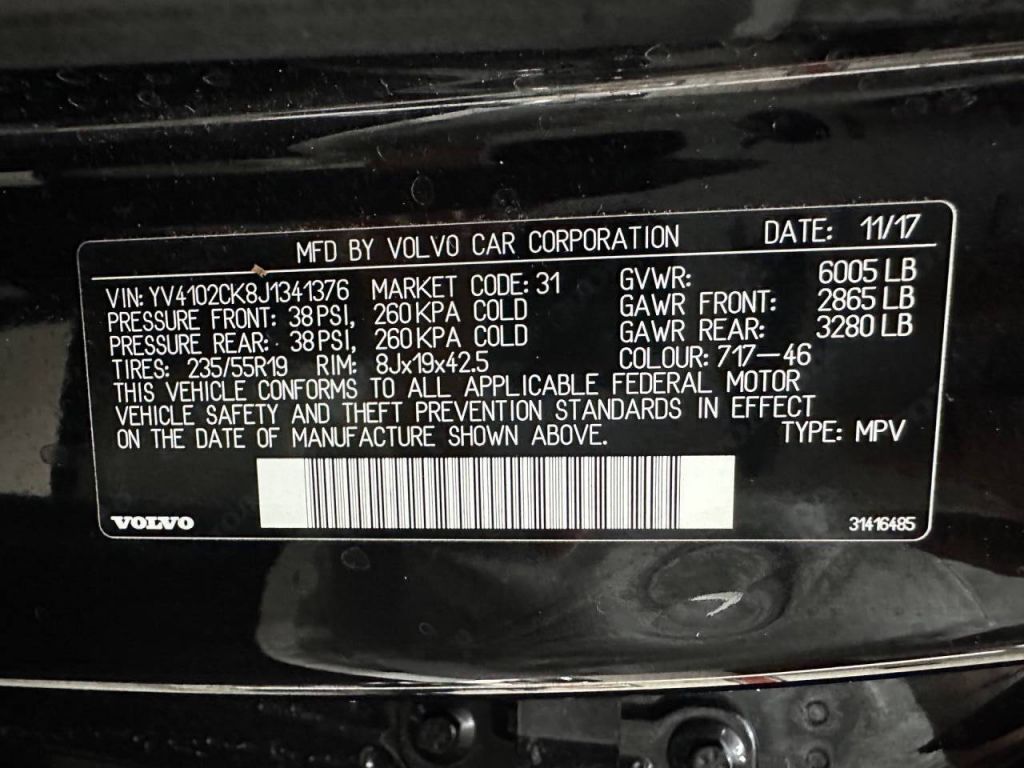 MFD BY VOLVO CAR CORPORATION DATE: 11/17
VIN: YV4102CK8J1341376 MARKET CODE: 31 GVWR: 6005 LB
PRESSURE FRONT: 38 PSI, 260 KPA COLD GAWR FRONT: 2865 LB
PRESSURE REAR: 38 PSI, 260 KPA COLD GAWR REAR: 3280 LB
TIRES: 235/55R19 RIM: 8Jx19x42.5 COLOUR: 717-46
THIS VEHICLE CONFORMS TO ALL APPLICABLE FEDERAL MOTOR
VEHICLE SAFETY AND THEFT PREVENTION STANDARDS IN EFFECT
ON THE DATE OF MANUFACTURE SHOWN ABOVE. TYPE: MPV
VOLVO 31416485